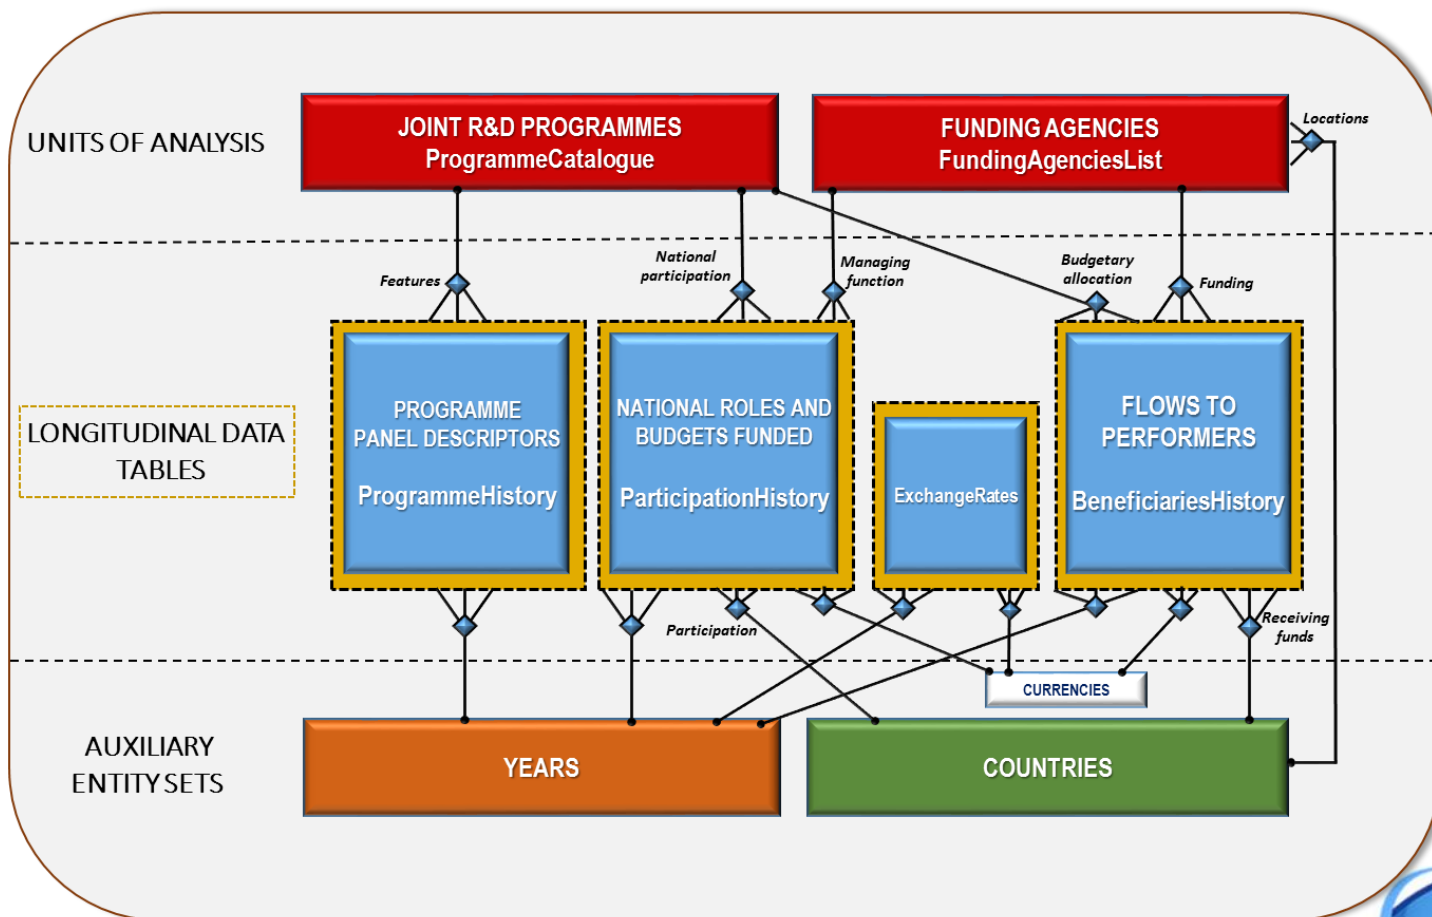 UNITS OF ANALYSIS
JOINT R&D PROGRAMMES
ProgrammeCatalogue
FUNDING AGENCIES
FundingAgenciesList
Locations
Features
National
participation
Managing
function
Budgetary
allocation
Funding
LONGITUDINAL DATA
TABLES
PROGRAMME
PANEL DESCRIPTORS
ProgrammeHistory
NATIONAL ROLES AND
BUDGETS FUNDED
ParticipationHistory
ExchangeRates
FLOWS TO
PERFORMERS
BeneficiariesHistory
Participation
Receiving
funds
CURRENCIES
AUXILIARY
ENTITY SETS
YEARS
COUNTRIES